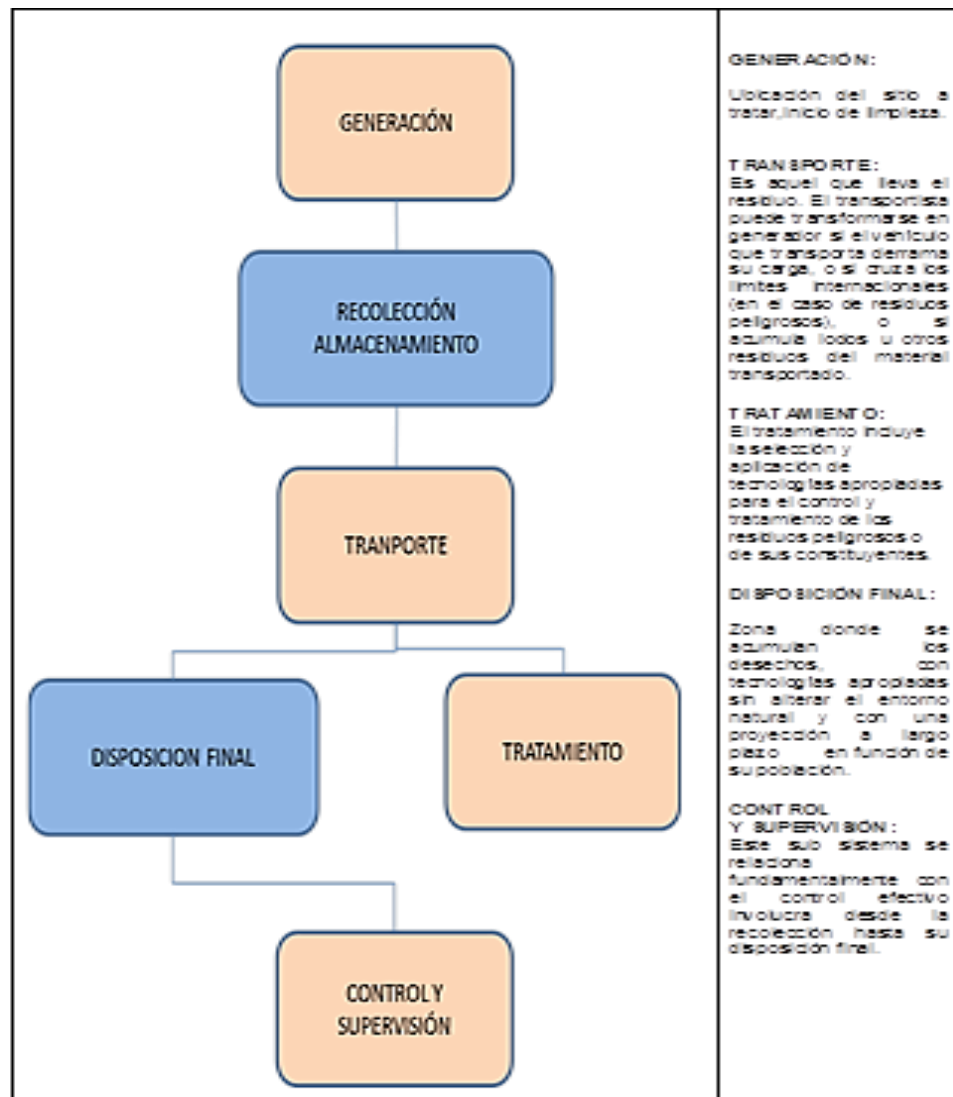 GENERACIÓN
RECOLECCIÓN
ALMACENAMIENTO
TRANPORTE
DISPOSICION FINAL
TRATAMIENTO
CONTROL Y
SUPERVISIÓN
GENERACIÓN:
Ubicación del sitio a
tratar,inicio de limpieza.
TRANSPORTE:
Es aquel que lleva el
residuo. El transportista
puede transformarse en
generador si el vehículo
que transporta derrama
su carga, o si cruza los
límites internacionales
(en el caso de residuos
peligrosos), o si
acumula lodos u otros
residuos del material
transportado.
TRATAMIENTO:
El tratamiento incluye
la selección y
aplicación de
tecnologías apropiadas
para el control y
tratamiento de los
residuos peligrosos o
de sus constituyentes.
DISPOSICIÓN FINAL:
Zona donde se
acumulan los
desechos, con
tecnologías apropiadas
sin alterar el entorno
natural y con una
proyección a largo
plazo en función de
su población.
CONTROL
Y SUPERVISIÓN:
Este sub sistema se
relaciona
fundamentalmente con
el control efectivo
involucra desde la
recolección hasta su
disposición final.